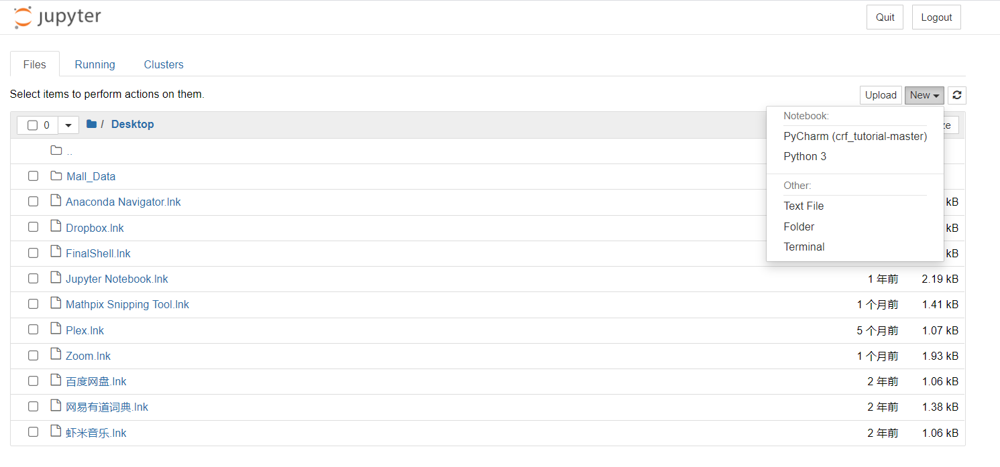 jupyter
Quit Logout
Files Running Clusters
Select items to perform actions on them.
Upload New
0 / Desktop
Notebook:
PyCharm (crf_tutorial-master)
Python 3
Other:
Text File
Folder
Terminal
ze
..
Mall_Data
Anaconda Navigator.lnk kB
Dropbox.lnk kB
FinalShell.lnk kB
Jupyter Notebook.lnk 1 年前 2.19 kB
Mathpix Snipping Tool.lnk 1 个月前 1.41 kB
Plex.lnk 5 个月前 1.07 kB
Zoom.lnk 1 个月前 1.93 kB
百度网盘.lnk 2 年前 1.06 kB
网易有道词典.lnk 2 年前 1.38 kB
虾米音乐.lnk 2 年前 1.06 kB